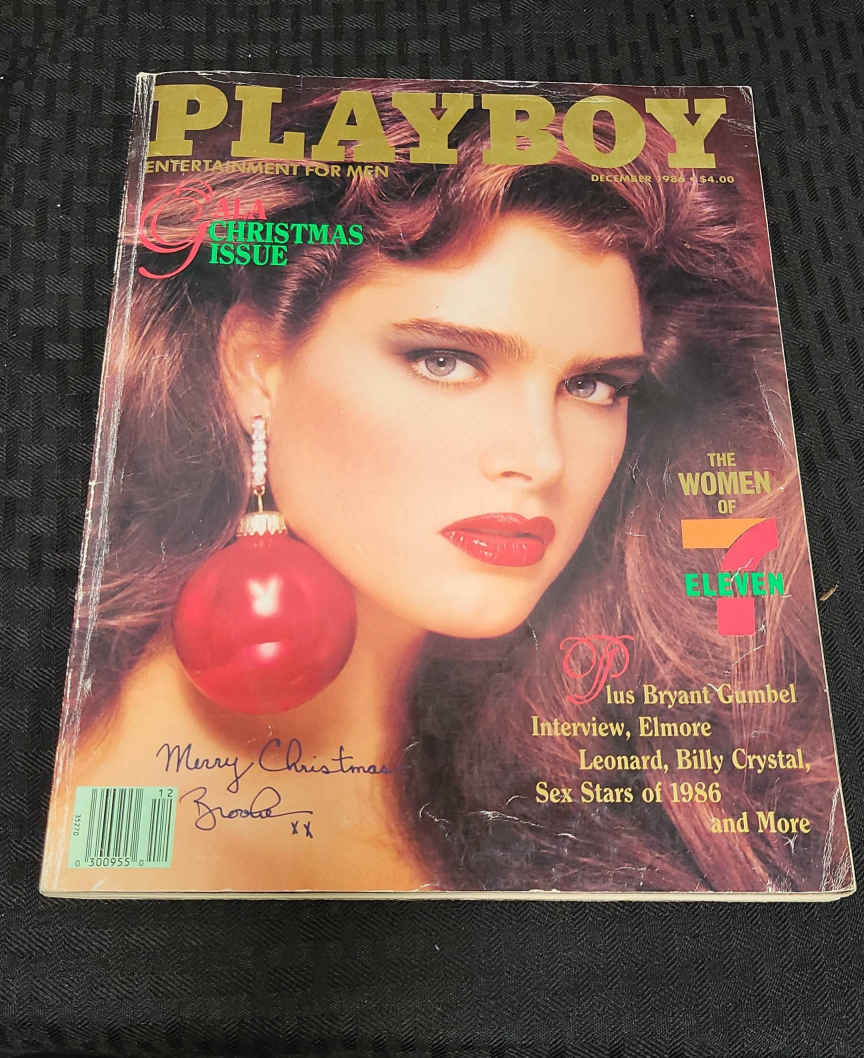 PLAYBOY
ENTERTAINMENT FOR MEN
DECEMBER 1986 • $4.00
GALA
CHRISTMAS
ISSUE
THE
WOMEN
OF
7
ELEVEN
Plus Bryant Gumbel
Interview, Elmore
Leonard, Billy Crystal,
Sex Stars of 1986
and More
Merry Christmas
Brooke
xx
12
35270
0 300955 0